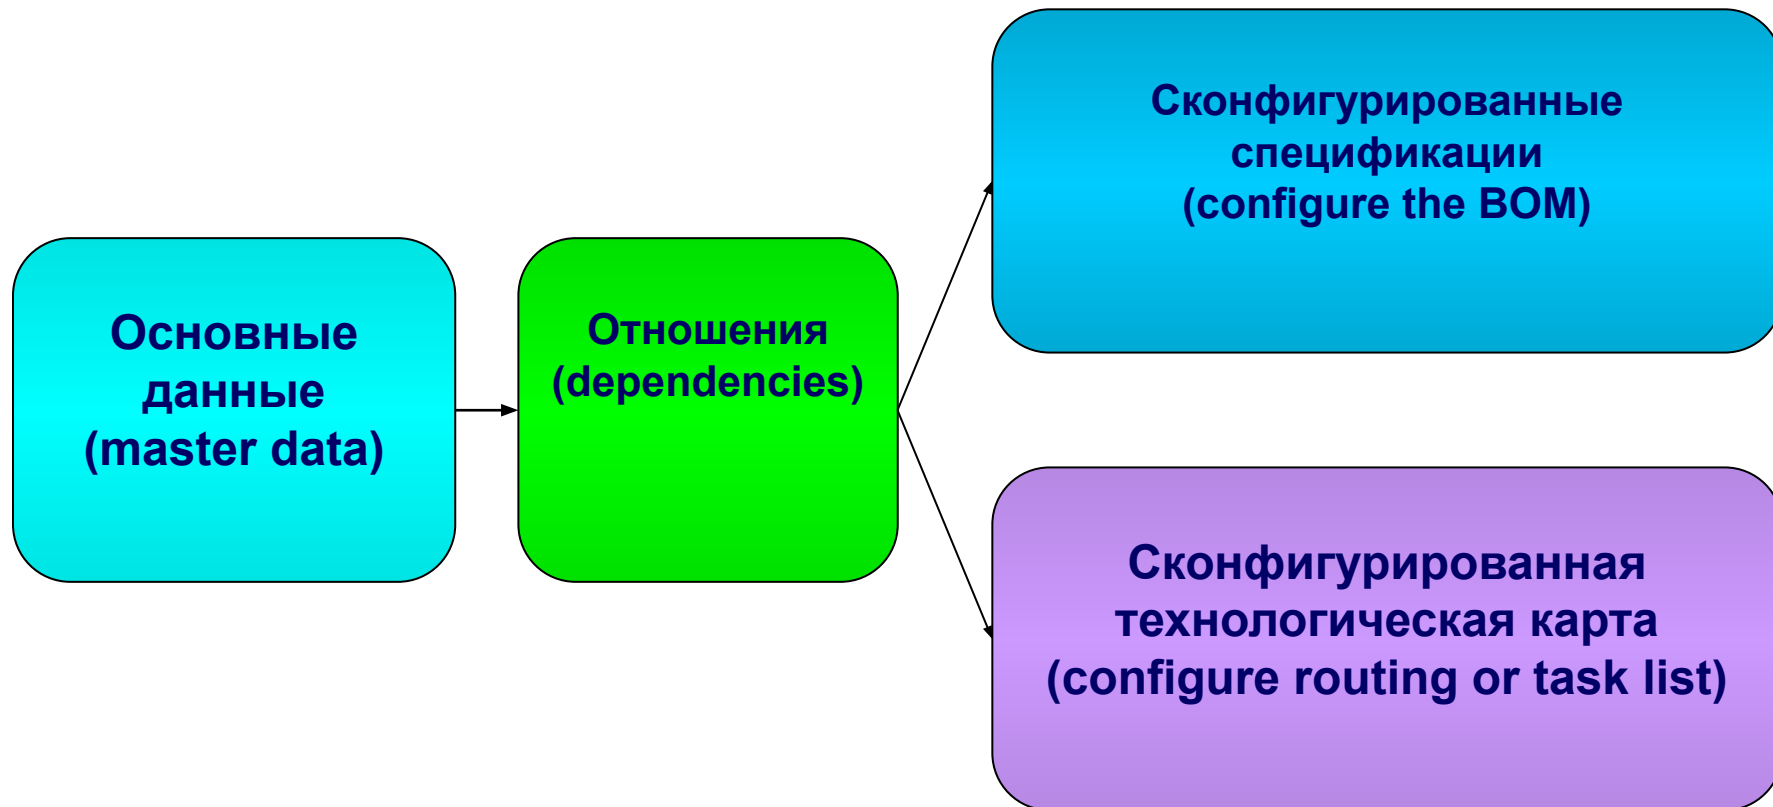 Основные
данные
(master data)
Отношения
(dependencies)
Сконфигурированные
спецификации
(configure the BOM)
Сконфигурированная
технологическая карта
(configure routing or task list)